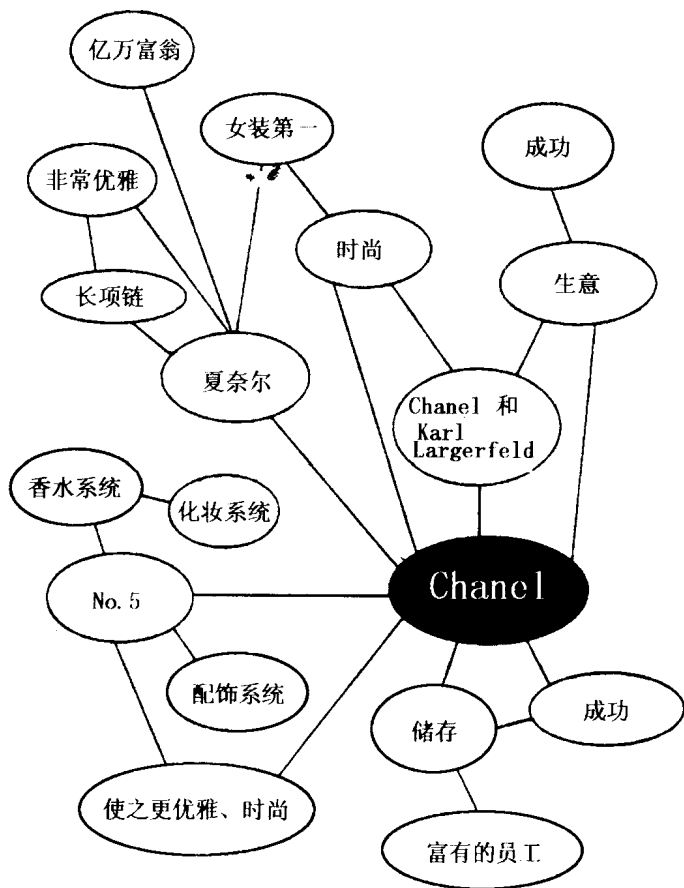 亿万富翁
女装第一
成功
非常优雅
时尚
生意
长项链
夏奈尔
Chanel 和
Karl
Largerfeld
香水系统
化妆系统
Chanel
No.5
配饰系统
储存
成功
使之更优雅、时尚
富有的员工